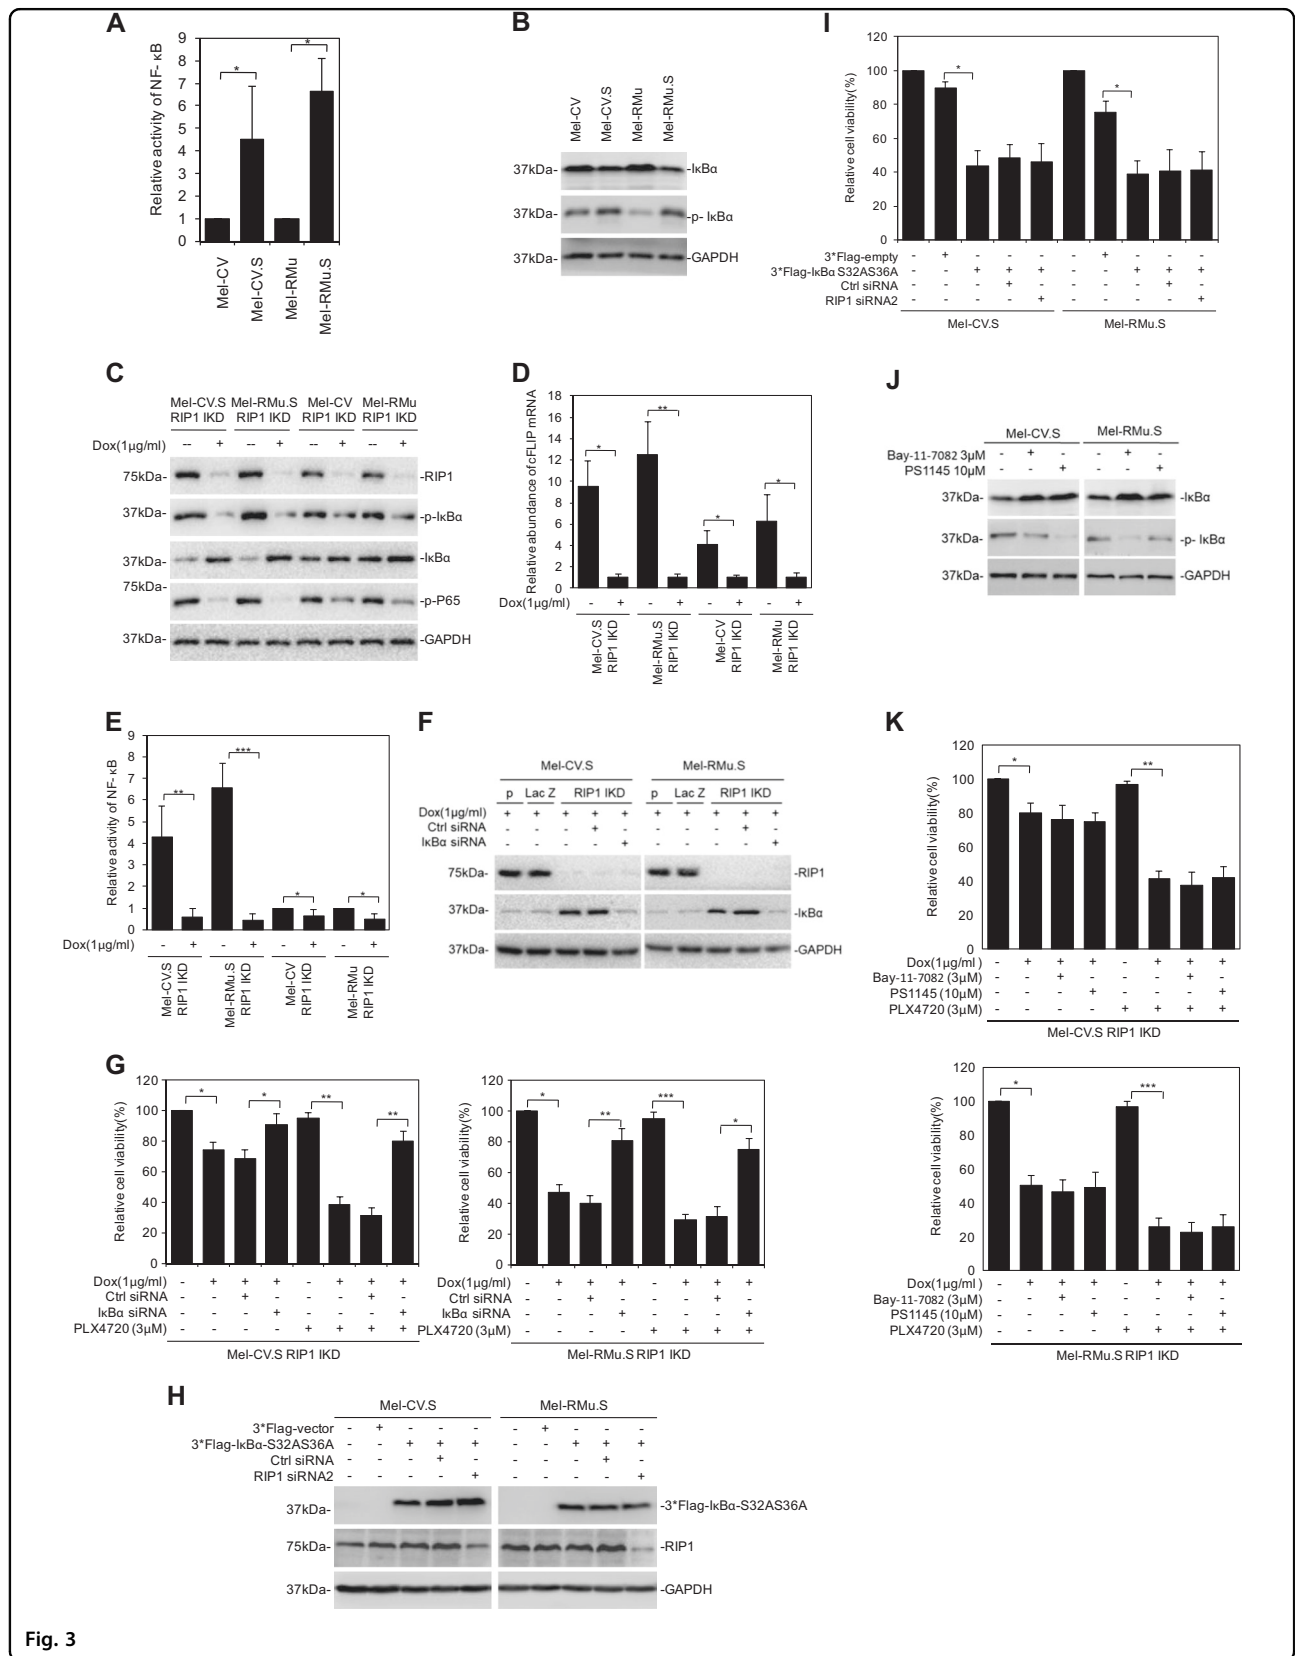 A
Relative activity of NF- κB
9
8
7
6
5
4
3
2
1
0
*
*
Mel-CV
Mel-CV.S
Mel-RMu
Mel-RMu.S
B
Mel-CV
Mel-CV.S
Mel-RMu
Mel-RMu.S
37kDa- -IκBα
37kDa- -p- IκBα
37kDa- -GAPDH
I
Relative cell viability(%)
120
100
80
60
40
20
0
*
*
3*Flag-empty - + - - - - + - - -
3*Flag-IκBα S32AS36A - - + + + - - + + +
Ctrl siRNA - - - + - - - - + -
RIP1 siRNA2 - - - - + - - - - +
Mel-CV.S Mel-RMu.S
C
Mel-CV.S Mel-RMu.S Mel-CV Mel-RMu
RIP1 IKD RIP1 IKD RIP1 IKD RIP1 IKD
Dox(1μg/ml) -- + -- + -- + -- +
75kDa- -RIP1
37kDa- -p-IκBα
37kDa- -IκBα
75kDa- -p-P65
37kDa- -GAPDH
D
Relative abundance of cFLIP mRNA
18
16
14
12
10
8
6
4
2
0
*
**
*
*
Dox(1μg/ml) - + - + - + - +
Mel-CV.S RIP1 IKD
Mel-RMu.S RIP1 IKD
Mel-CV RIP1 IKD
Mel-RMu RIP1 IKD
J
Mel-CV.S Mel-RMu.S
Bay-11-7082 3μM - + - - + -
PS1145 10μM - - + - - +
37kDa- -IκBα
37kDa- -p- IκBα
37kDa- -GAPDH
E
Relative activity of NF- κB
9
8
7
6
5
4
3
2
1
0
**
***
*
*
Dox(1μg/ml) - + - + - + - +
Mel-CV.S RIP1 IKD
Mel-RMu.S RIP1 IKD
Mel-CV RIP1 IKD
Mel-RMu RIP1 IKD
F
Mel-CV.S Mel-RMu.S
p Lac Z RIP1 IKD p Lac Z RIP1 IKD
Dox(1μg/ml) + + + + + + + + + +
Ctrl siRNA - - - + - - - - + -
IκBα siRNA - - - - + - - - - +
75kDa- -RIP1
37kDa- -IκBα
37kDa- -GAPDH
K
Relative cell viability(%)
120
100
80
60
40
20
0
*
**
Dox(1μg/ml ) - + + + - + + +
Bay-11-7082 (3μM) - - + - - - + -
PS1145 (10μM) - - - + - - - +
PLX4720 (3μM) - - - - + + + +
Mel-CV.S RIP1 IKD
Relative cell viability(%)
120
100
80
60
40
20
0
*
***
Dox(1μg/ml ) - + + + - + + +
Bay-11-7082 (3μM) - - + - - - + -
PS1145 (10μM) - - - + - - - +
PLX4720 (3μM) - - - - + + + +
Mel-RMu.S RIP1 IKD
G
Relative cell viability(%)
120
100
80
60
40
20
0
*
*
**
**
Dox(1μg/ml) - + + + - + + +
Ctrl siRNA - - + - - - + -
IκBα siRNA - - - + - - - +
PLX4720 (3μM) - - - - + + + +
Mel-CV.S RIP1 IKD
Relative cell viability(%)
120
100
80
60
40
20
0
*
**
***
*
Dox(1μg/ml) - + + + - + + +
Ctrl siRNA - - + - - - + -
IκBα siRNA - - - + - - - +
PLX4720 (3μM) - - - - + + + +
Mel-RMu.S RIP1 IKD
H
Mel-CV.S Mel-RMu.S
3*Flag-vector - + - - - - + - - -
3*Flag-IκBα-S32AS36A - - + + + - - + + +
Ctrl siRNA - - - + - - - - + -
RIP1 siRNA2 - - - - + - - - - +
37kDa- -3*Flag-IκBα-S32AS36A
75kDa- -RIP1
37kDa- -GAPDH
Fig. 3